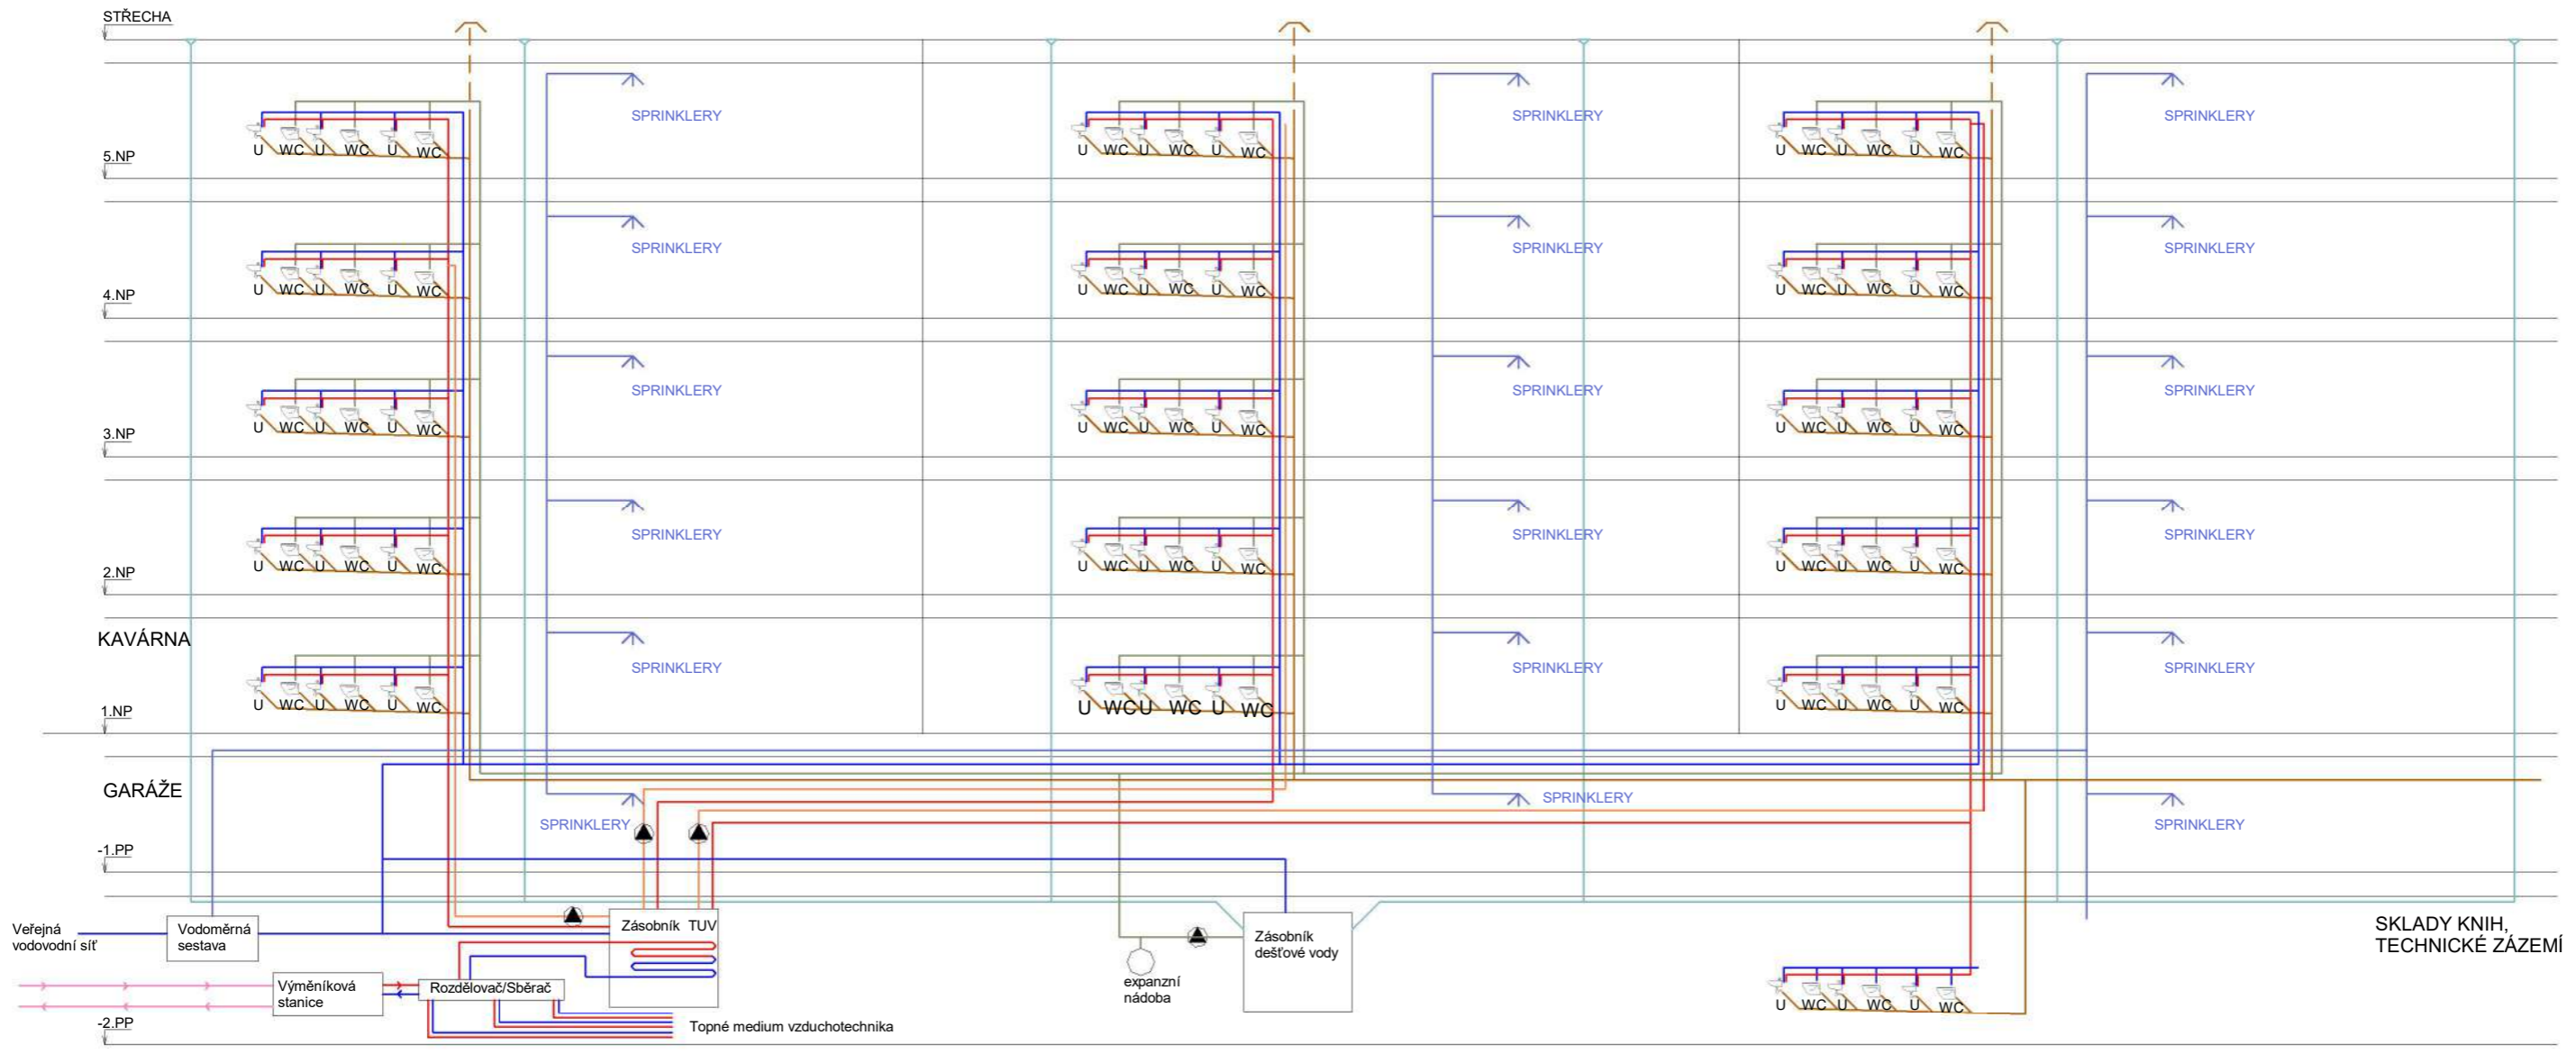 STŘECHA
SPRINKLERY SPRINKLERY SPRINKLERY
U WC U WC U WC U WC U WC U WC U WC U WC U WC
5.NP
SPRINKLERY SPRINKLERY SPRINKLERY
U WC U WC U WC U WC U WC U WC U WC U WC U WC
4.NP
SPRINKLERY SPRINKLERY SPRINKLERY
U WC U WC U WC U WC U WC U WC U WC U WC U WC
3.NP
SPRINKLERY SPRINKLERY SPRINKLERY
U WC U WC U WC U WC U WC U WC U WC U WC U WC
2.NP
KAVÁRNA
SPRINKLERY SPRINKLERY SPRINKLERY
U WC U WC U WC U WC U WC U WC U WC U WC U WC
1.NP
GARÁŽE
SPRINKLERY SPRINKLERY SPRINKLERY
-1.PP
Veřejná
vodovodní síť
Vodoměrná
sestava
Zásobník TUV
Zásobník
dešťové vody
SKLADY KNIH,
TECHNICKÉ ZÁZEMÍ
Výměníková
stanice
Rozdělovač/Sběrač
expanzní
nádoba
U WC U WC U WC
-2.PP
Topné medium vzduchotechnika